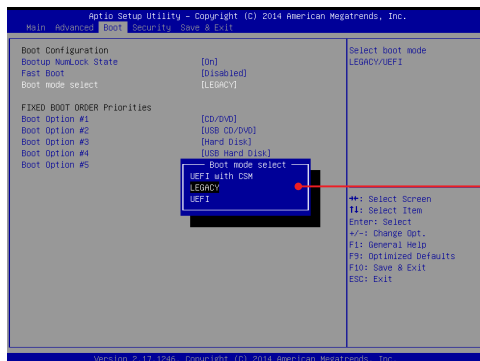 Aptio Setup Utility – Copyright (C) 2014 American Megatrends, Inc.
Main Advanced Boot Security Save & Exit
Boot Configuration
Bootup NumLock State [On]
Fast Boot [Disabled]
Boot mode select [LEGACY]
FIXED BOOT ORDER Priorities
Boot Option #1 [CD/DVD]
Boot Option #2 [USB CD/DVD]
Boot Option #3 [Hard Disk]
Boot Option #4 [USB Hard Disk]
Boot Option #5
Boot mode select
UEFI with CSM
LEGACY
UEFI
Select boot mode
LEGACY/UEFI
→←: Select Screen
↑↓: Select Item
Enter: Select
+/-: Change Opt.
F1: General Help
F9: Optimized Defaults
F10: Save & Exit
ESC: Exit
Version 2.17.1246. Copyright (C) 2014 American Megatrends, Inc.